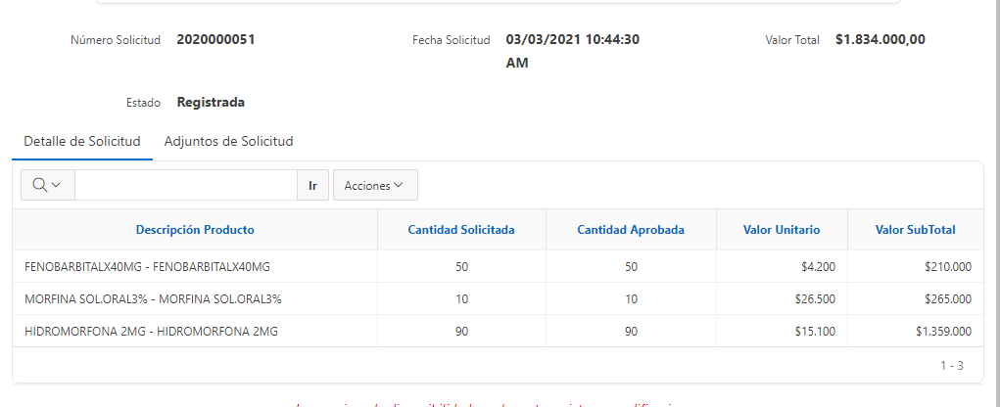 Número Solicitud 2020000051 Fecha Solicitud 03/03/2021 10:44:30 Valor Total $1.834.000,00
AM
Estado Registrada
Detalle de Solicitud Adjuntos de Solicitud
Ir Acciones
Descripción Producto Cantidad Solicitada Cantidad Aprobada Valor Unitario Valor SubTotal
FENOBARBITALX40MG - FENOBARBITALX40MG 50 50 $4.200 $210.000
MORFINA SOL.ORAL3% - MORFINA SOL.ORAL3% 10 10 $26.500 $265.000
HIDROMORFONA 2MG - HIDROMORFONA 2MG 90 90 $15.100 $1.359.000
1 - 3